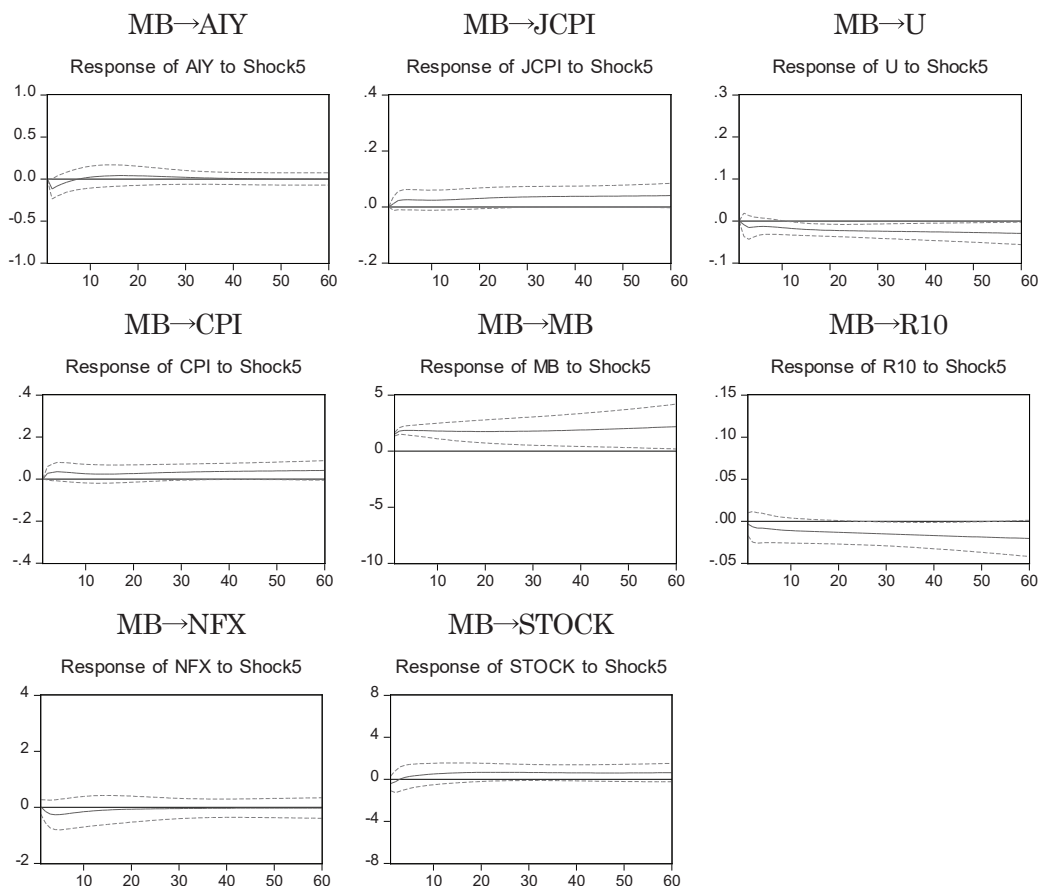 MB→AIY
Response of AIY to Shock5
1.0
0.5
0.0
-0.5
-1.0
10 20 30 40 50 60
MB→JCPI
Response of JCPI to Shock5
.4
.2
.0
-.2
10 20 30 40 50 60
MB→U
Response of U to Shock5
.3
.2
.1
.0
-.1
10 20 30 40 50 60
MB→CPI
Response of CPI to Shock5
.4
.2
.0
-.2
-.4
10 20 30 40 50 60
MB→MB
Response of MB to Shock5
5
0
-5
-10
10 20 30 40 50 60
MB→R10
Response of R10 to Shock5
.15
.10
.05
.00
-.05
10 20 30 40 50 60
MB→NFX
Response of NFX to Shock5
4
2
0
-2
10 20 30 40 50 60
MB→STOCK
Response of STOCK to Shock5
8
4
0
-4
-8
10 20 30 40 50 60